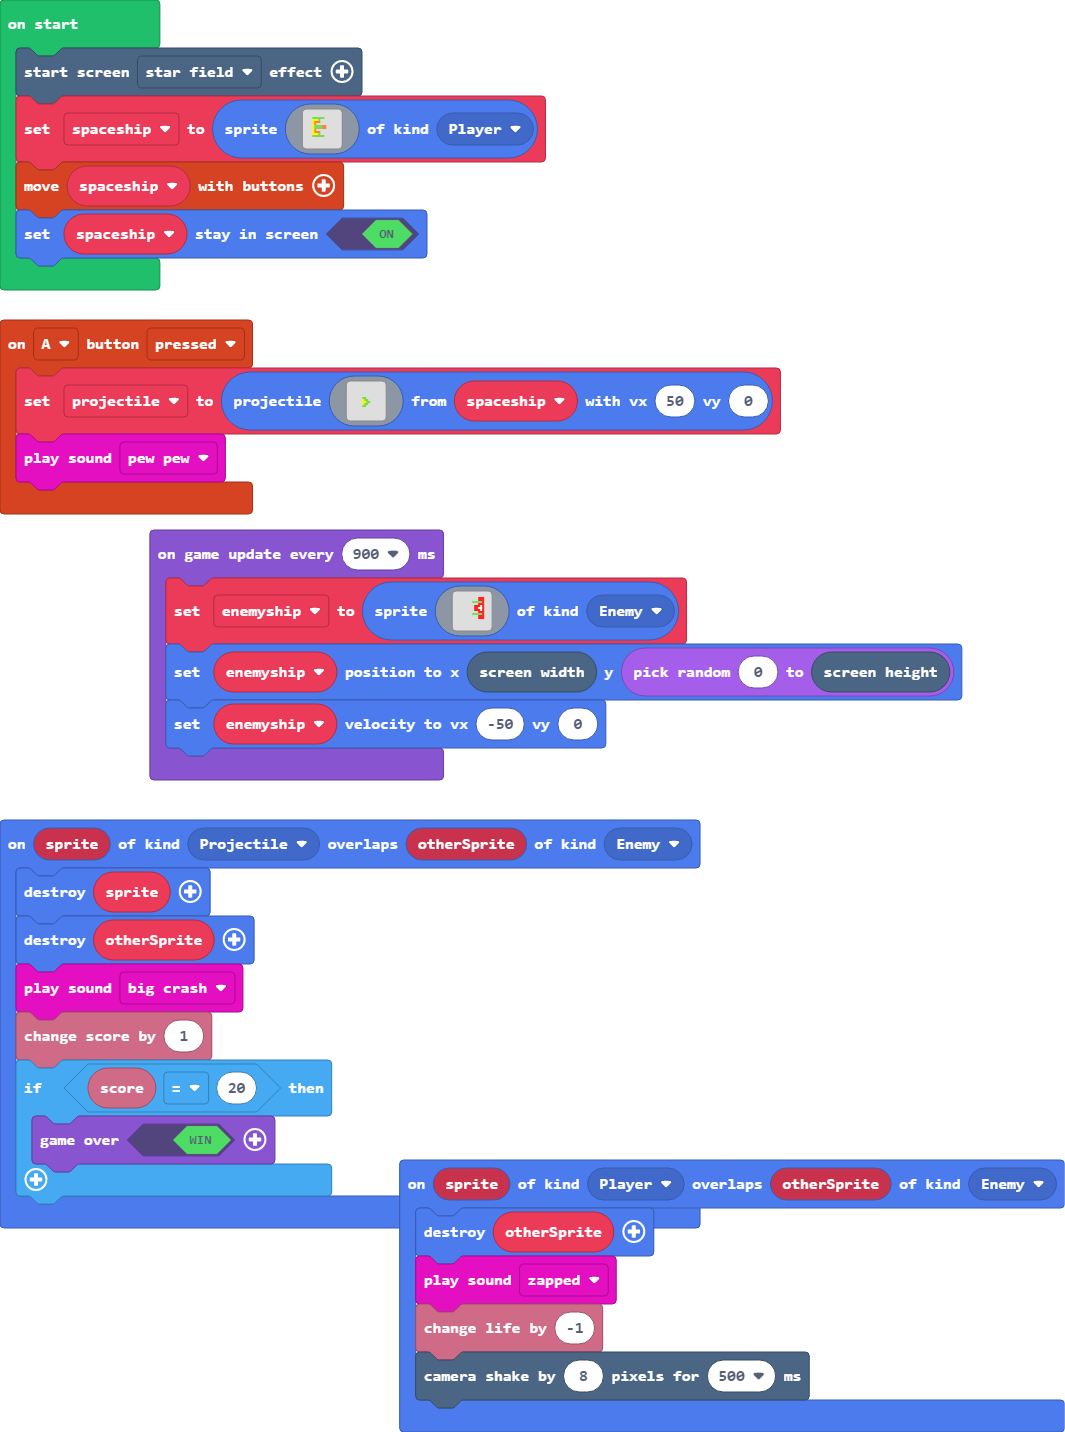 on start
start screen star field effect
set spaceship to sprite of kind Player
move spaceship with buttons
set spaceship stay in screen ON
on A button pressed
set projectile to projectile from spaceship with vx 50 vy 0
play sound pew pew
on game update every 900 ms
set enemyship to sprite of kind Enemy
set enemyship position to x screen width y pick random 0 to screen height
set enemyship velocity to vx -50 vy 0
on sprite of kind Projectile overlaps otherSprite of kind Enemy
destroy sprite
destroy otherSprite
play sound big crash
change score by 1
if score = 20 then
game over WIN
on sprite of kind Player overlaps otherSprite of kind Enemy
destroy otherSprite
play sound zapped
change life by -1
camera shake by 8 pixels for 500 ms